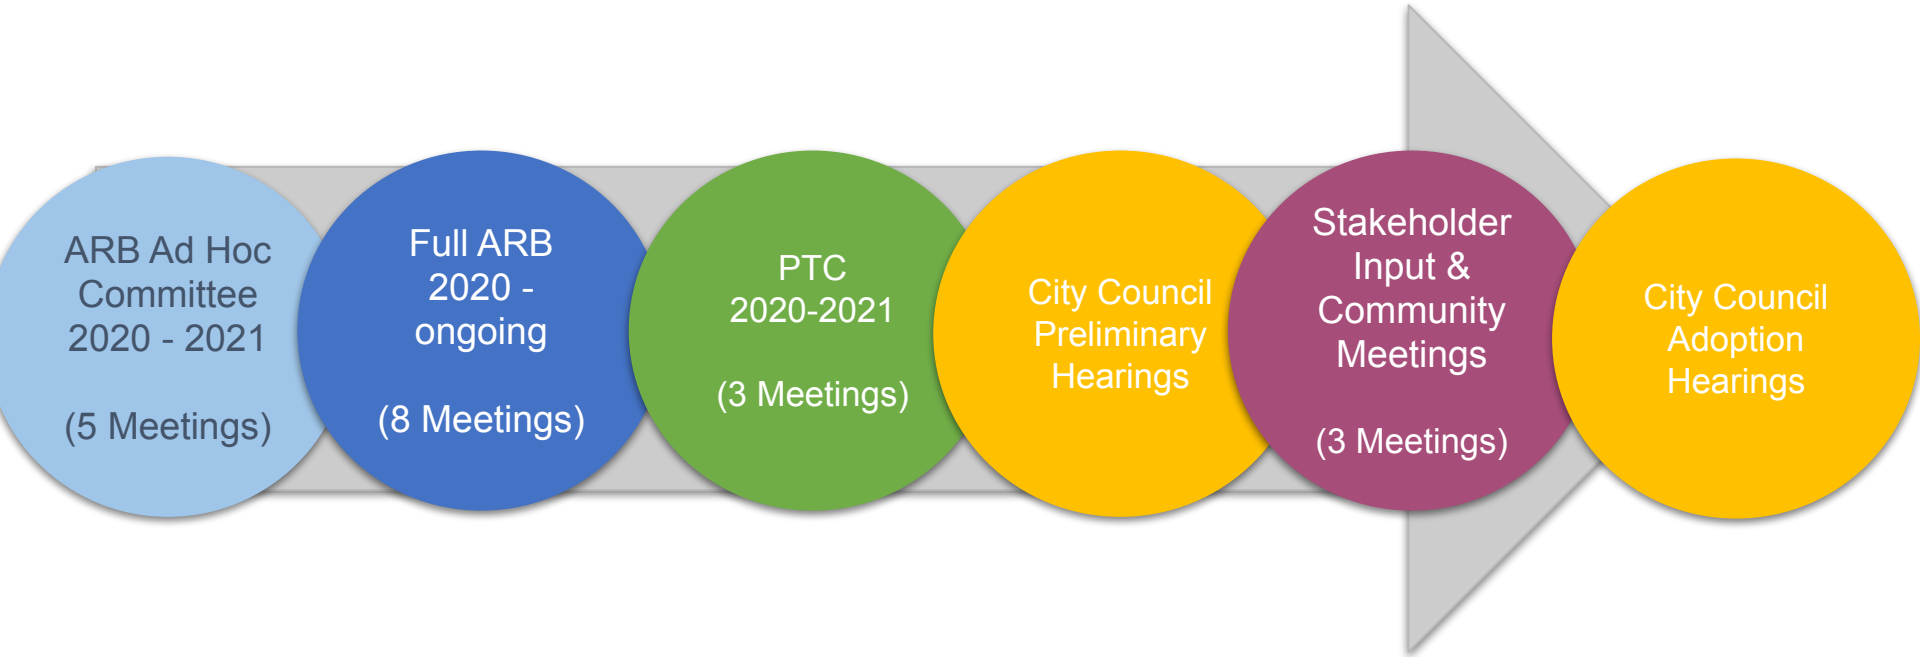 ARB Ad Hoc
Committee
2020 - 2021
(5 Meetings)
Full ARB
2020 -
ongoing
(8 Meetings)
PTC
2020-2021
(3 Meetings)
City Council
Preliminary
Hearings
Stakeholder
Input &
Community
Meetings
(3 Meetings)
City Council
Adoption
Hearings